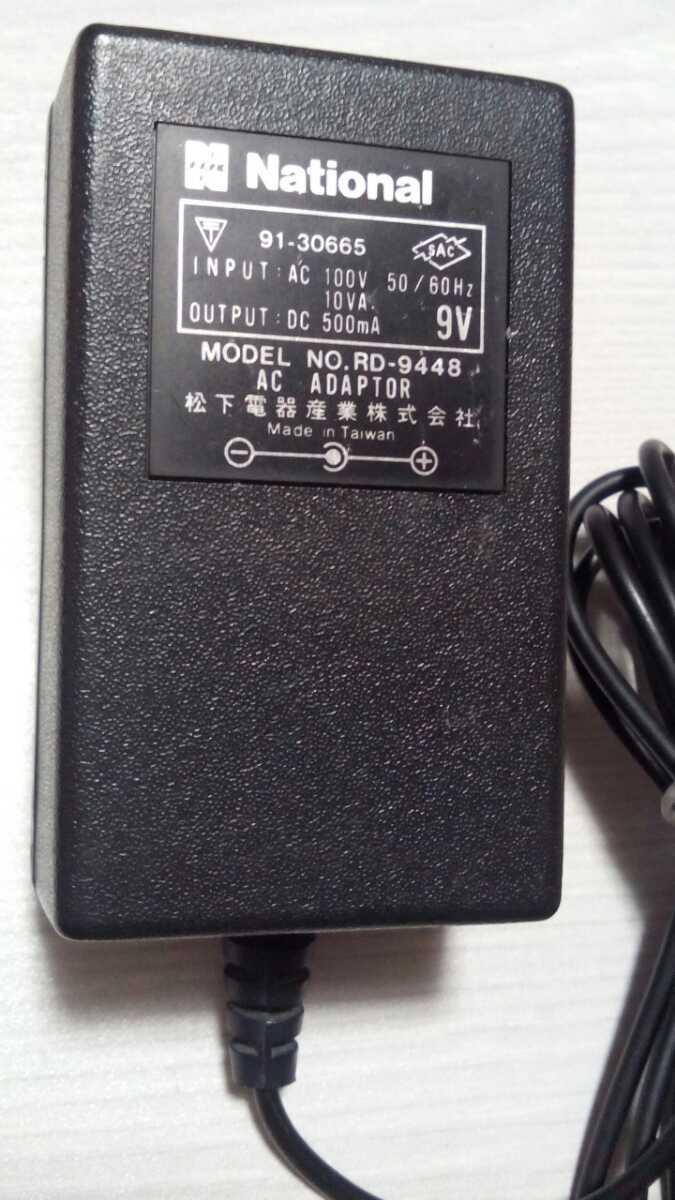 National
91-30665 SAC
INPUT : AC 100V 50/60Hz
10VA.
OUTPUT : DC 500mA 9V
MODEL NO.RD-9448
AC ADAPTOR
松下電器産業株式会社
Made in Taiwan